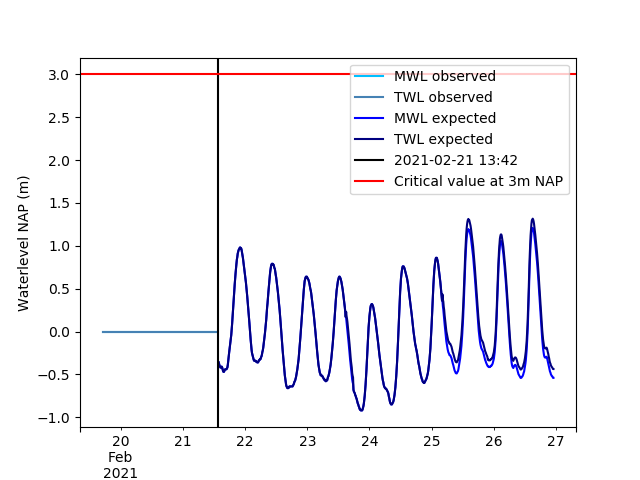 MWL observed
TWL observed
MWL expected
TWL expected
2021-02-21 13:42
Critical value at 3m NAP
Waterlevel NAP (m)
3.0
2.5
2.0
1.5
1.0
0.5
0.0
−0.5
−1.0
20 21 22 23 24 25 26 27
Feb
2021